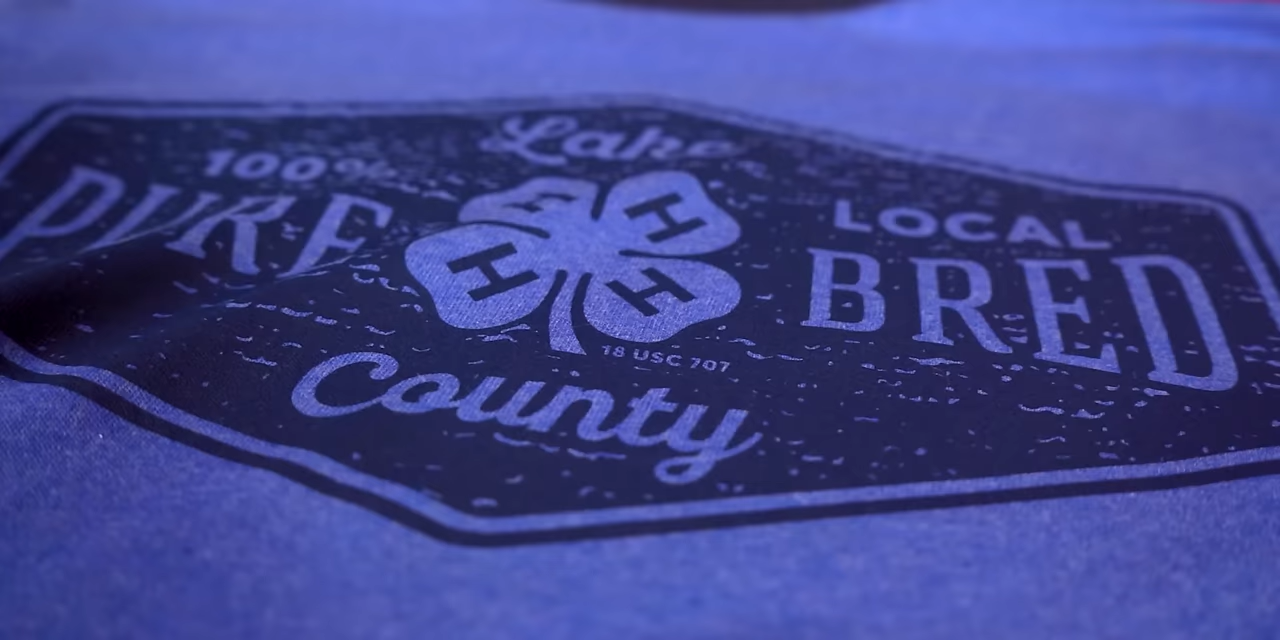 Lake
100%
PURE
H H
H H
LOCAL
BRED
18 USC 707
County